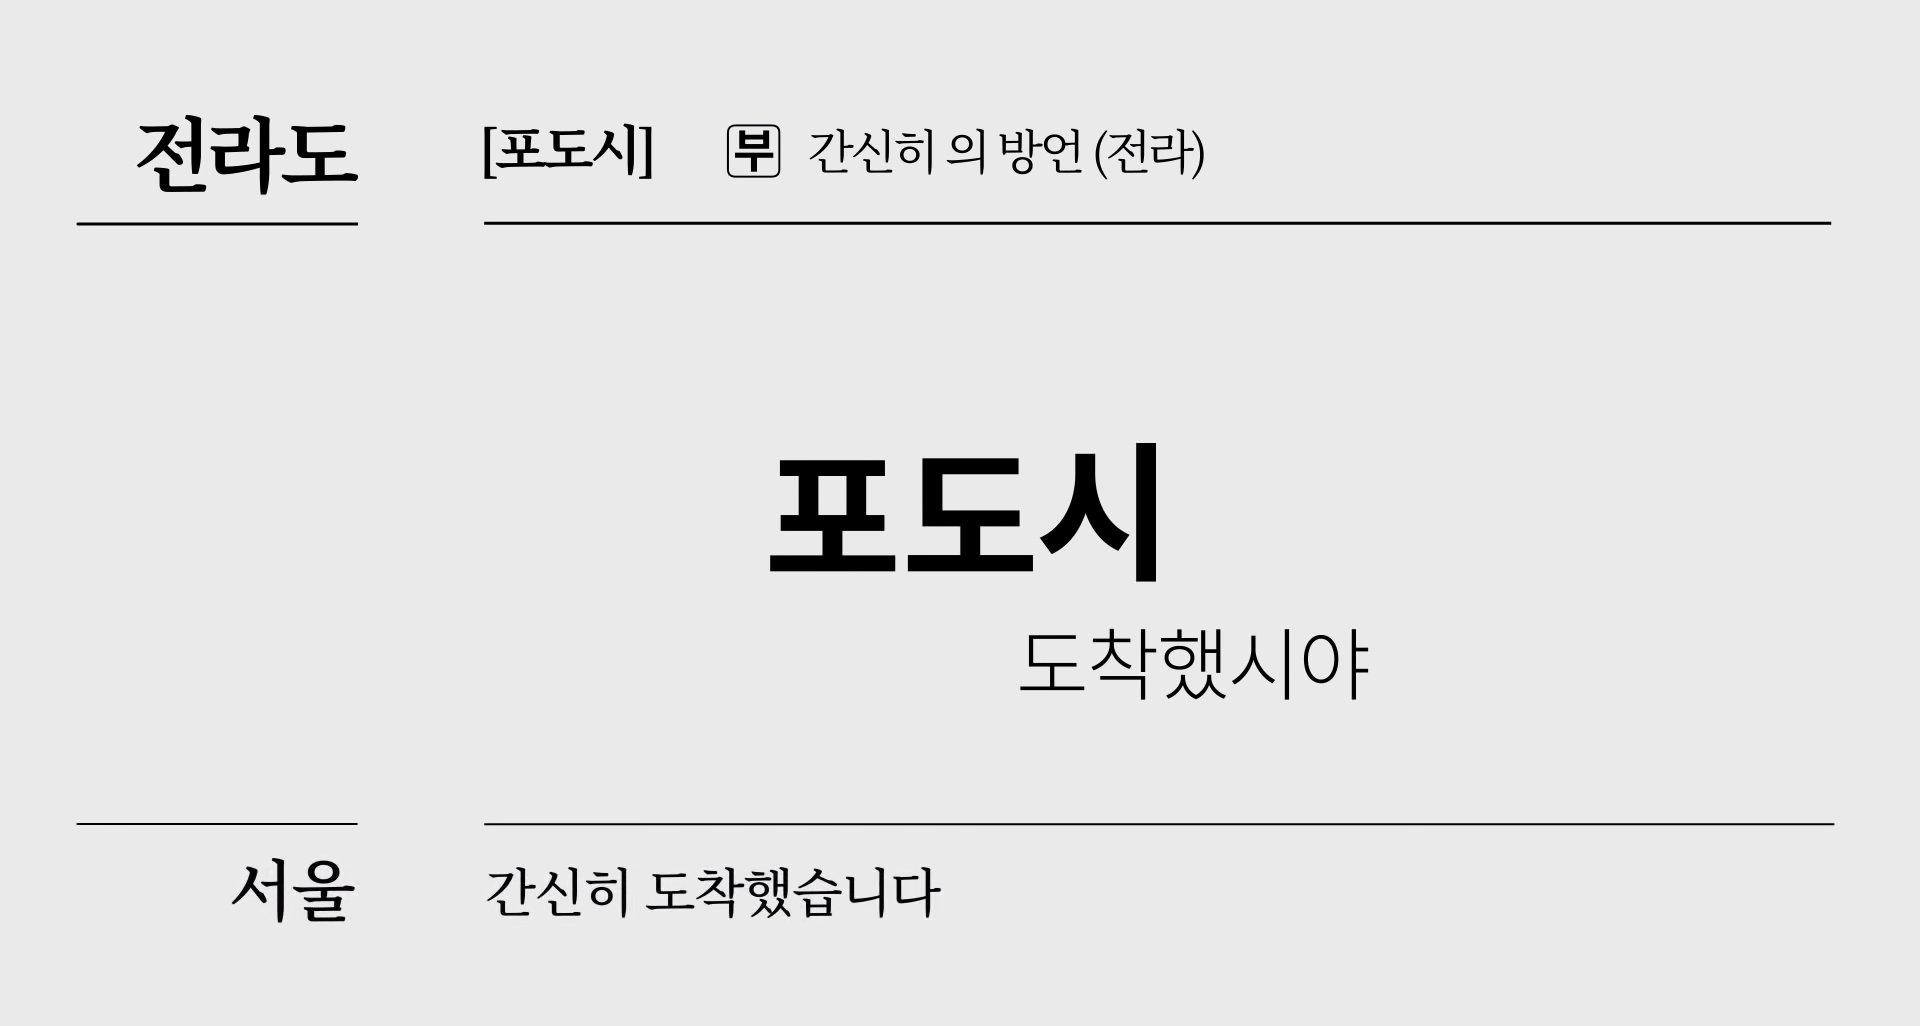 전라도
[포도시] 부 간신히 의 방언 (전라)
포도시
도착했시야
서울
간신히 도착했습니다